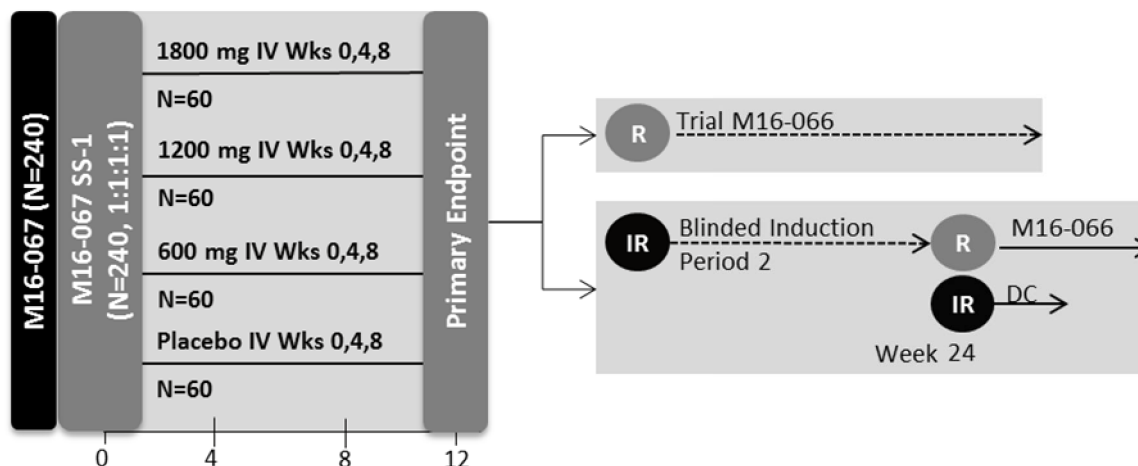 M16-067 (N=240)
M16-067 SS-1
(N=240, 1:1:1:1)
1800 mg IV Wks 0,4,8
N=60
1200 mg IV Wks 0,4,8
N=60
600 mg IV Wks 0,4,8
N=60
Placebo IV Wks 0,4,8
N=60
Primary Endpoint
0
4
8
12
R
Trial M16-066
IR
Blinded Induction
Period 2
R
M16-066
IR
DC
Week 24